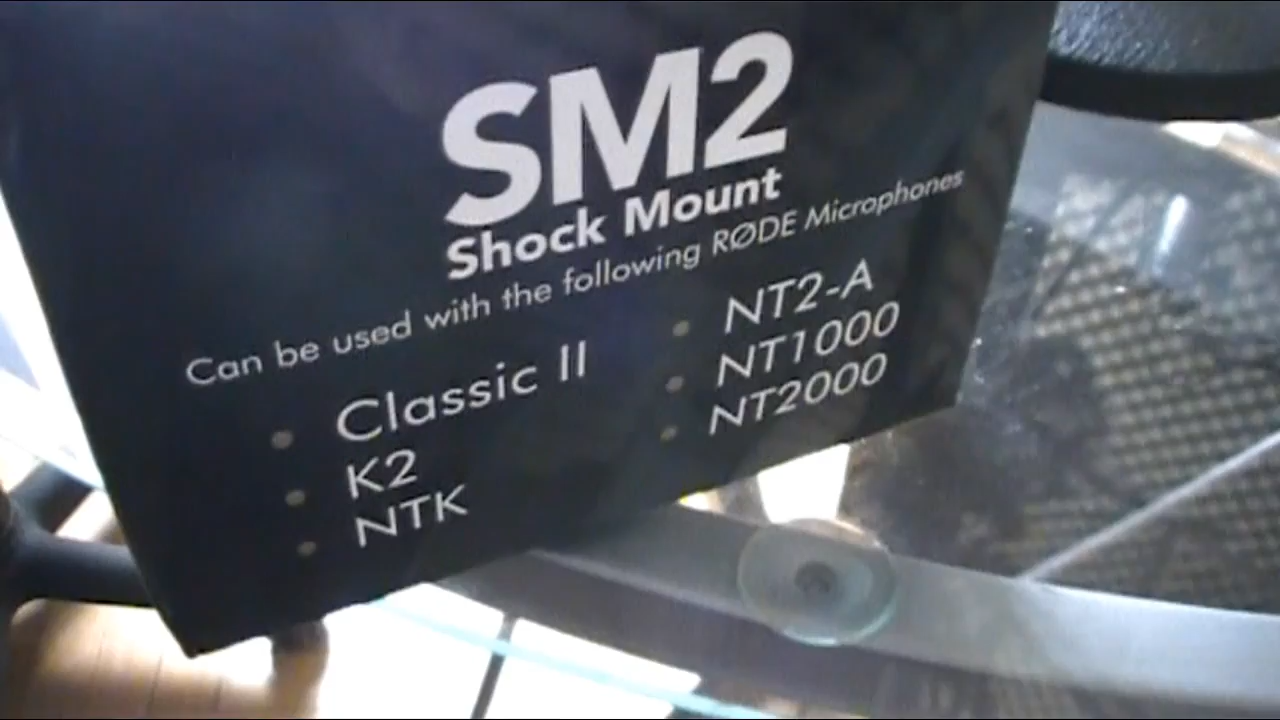 SM2
Shock Mount
Can be used with the following RØDE Microphones
• Classic II
• K2
• NTK
• NT2-A
• NT1000
• NT2000